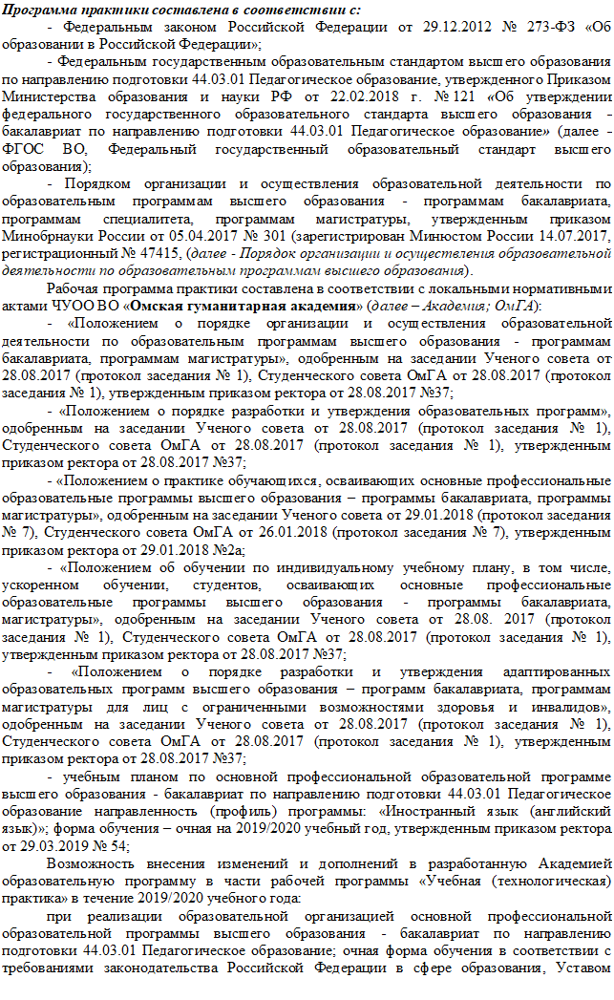 Программа практики составлена в соответствии с:
- Федеральным законом Российской Федерации от 29.12.2012 № 273-ФЗ «Об
образовании в Российской Федерации»;
- Федеральным государственным образовательным стандартом высшего образования
по направлению подготовки 44.03.01 Педагогическое образование, утвержденного Приказом
Министерства образования и науки РФ от 22.02.2018 г. №121 «Об утверждении
федерального государственного образовательного стандарта высшего образования -
бакалавриат по направлению подготовки 44.03.01 Педагогическое образование» (далее -
ФГОС ВО, Федеральный государственный образовательный стандарт высшего
образования);
- Порядком организации и осуществления образовательной деятельности по
образовательным программам высшего образования - программам бакалавриата,
программам специалитета, программам магистратуры, утвержденным приказом
Минобрнауки России от 05.04.2017 № 301 (зарегистрирован Минюстом России 14.07.2017,
регистрационный № 47415, (далее - Порядок организации и осуществления образовательной
деятельности по образовательным программам высшего образования).
Рабочая программа практики составлена в соответствии с локальными нормативными
актами ЧУОО ВО «Омская гуманитарная академия» (далее – Академия; ОмГА):
- «Положением о порядке организации и осуществления образовательной
деятельности по образовательным программам высшего образования - программам
бакалавриата, программам магистратуры», одобренным на заседании Ученого совета от
28.08.2017 (протокол заседания № 1), Студенческого совета ОмГА от 28.08.2017 (протокол
заседания № 1), утвержденным приказом ректора от 28.08.2017 №37;
- «Положением о порядке разработки и утверждения образовательных программ»,
одобренным на заседании Ученого совета от 28.08.2017 (протокол заседания № 1),
Студенческого совета ОмГА от 28.08.2017 (протокол заседания № 1), утвержденным
приказом ректора от 28.08.2017 №37;
- «Положением о практике обучающихся, осваивающих основные профессиональные
образовательные программы высшего образования – программы бакалавриата, программы
магистратуры», одобренным на заседании Ученого совета от 29.01.2018 (протокол заседания
№ 7), Студенческого совета ОмГА от 26.01.2018 (протокол заседания № 7), утвержденным
приказом ректора от 29.01.2018 №2а;
- «Положением об обучении по индивидуальному учебному плану, в том числе,
ускоренном обучении, студентов, осваивающих основные профессиональные
образовательные программы высшего образования - программы бакалавриата,
магистратуры», одобренным на заседании Ученого совета от 28.08. 2017 (протокол
заседания № 1), Студенческого совета ОмГА от 28.08.2017 (протокол заседания № 1),
утвержденным приказом ректора от 28.08.2017 №37;
- «Положением о порядке разработки и утверждения адаптированных
образовательных программ высшего образования – программ бакалавриата, программам
магистратуры для лиц с ограниченными возможностями здоровья и инвалидов»,
одобренным на заседании Ученого совета от 28.08.2017 (протокол заседания № 1),
Студенческого совета ОмГА от 28.08.2017 (протокол заседания № 1), утвержденным
приказом ректора от 28.08.2017 №37;
- учебным планом по основной профессиональной образовательной программе
высшего образования - бакалавриат по направлению подготовки 44.03.01 Педагогическое
образование направленность (профиль) программы: «Иностранный язык (английский
язык)»; форма обучения – очная на 2019/2020 учебный год, утвержденным приказом ректора
от 29.03.2019 № 54;
Возможность внесения изменений и дополнений в разработанную Академией
образовательную программу в части рабочей программы «Учебная (технологическая)
практика» в течение 2019/2020 учебного года:
при реализации образовательной организацией основной профессиональной
образовательной программы высшего образования - бакалавриат по направлению
подготовки 44.03.01 Педагогическое образование; очная форма обучения в соответствии с
требованиями законодательства Российской Федерации в сфере образования, Уставом